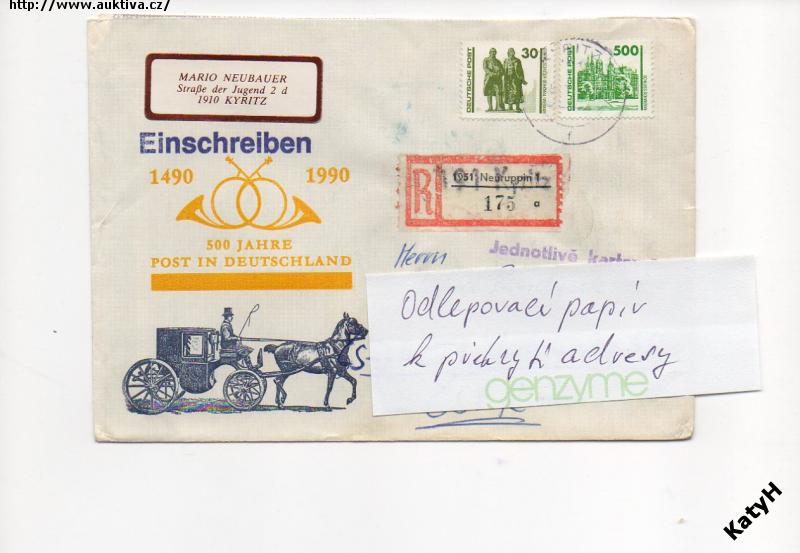 http://www.auktiva.cz/
MARIO NEUBAUER
Straße der Jugend 2 d
1910 KYRITZ
Einschreiben
1490 1990
500 JAHRE
POST IN DEUTSCHLAND
DEUTSCHE POST
30
DEUTSCHE POST
500
R
1951 Neuruppin 1
175 a
Jednotlivé
Herrn
Odlepovací papír
k překrytí adresy
genzyme
KatyH